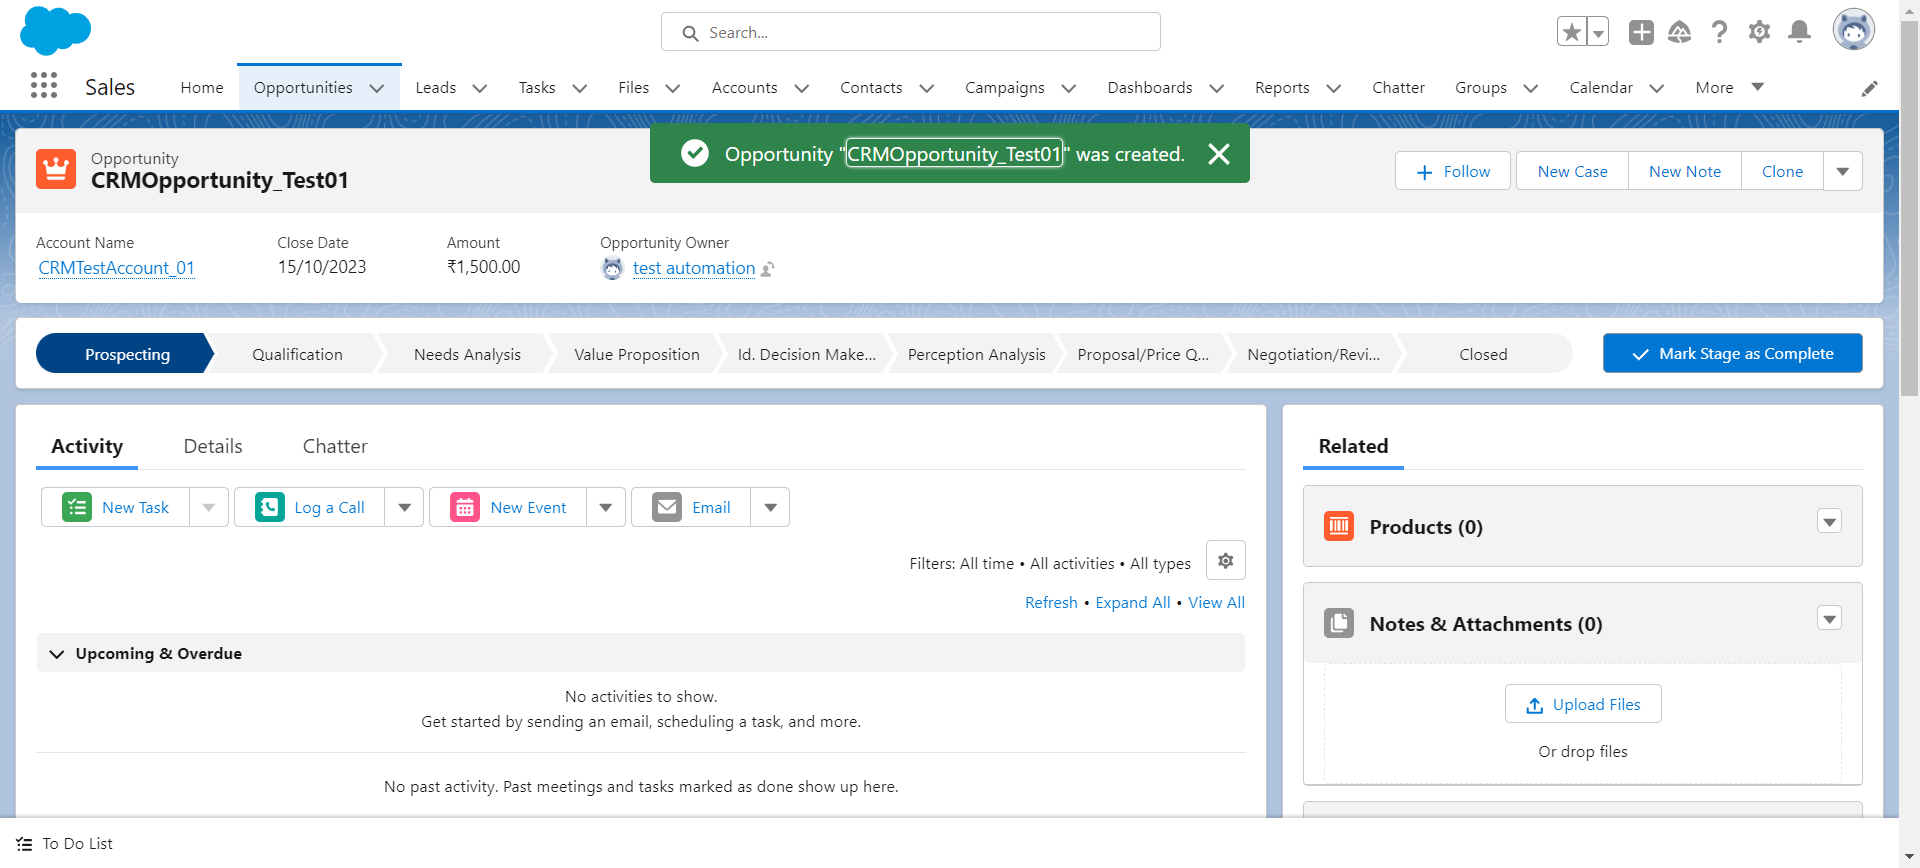 Search...
Sales
Home
Opportunities
Leads
Tasks
Files
Accounts
Contacts
Campaigns
Dashboards
Reports
Chatter
Groups
Calendar
More
Opportunity "CRMOpportunity_Test01" was created.
Opportunity
CRMOpportunity_Test01
Follow
New Case
New Note
Clone
Account Name
CRMTestAccount_01
Close Date
15/10/2023
Amount
₹1,500.00
Opportunity Owner
test automation
Prospecting
Qualification
Needs Analysis
Value Proposition
Id. Decision Make...
Perception Analysis
Proposal/Price Q...
Negotiation/Revi...
Closed
Mark Stage as Complete
Activity
Details
Chatter
New Task
Log a Call
New Event
Email
Filters: All time • All activities • All types
Refresh • Expand All • View All
Upcoming & Overdue
No activities to show.
Get started by sending an email, scheduling a task, and more.
No past activity. Past meetings and tasks marked as done show up here.
Related
Products (0)
Notes & Attachments (0)
Upload Files
Or drop files
To Do List